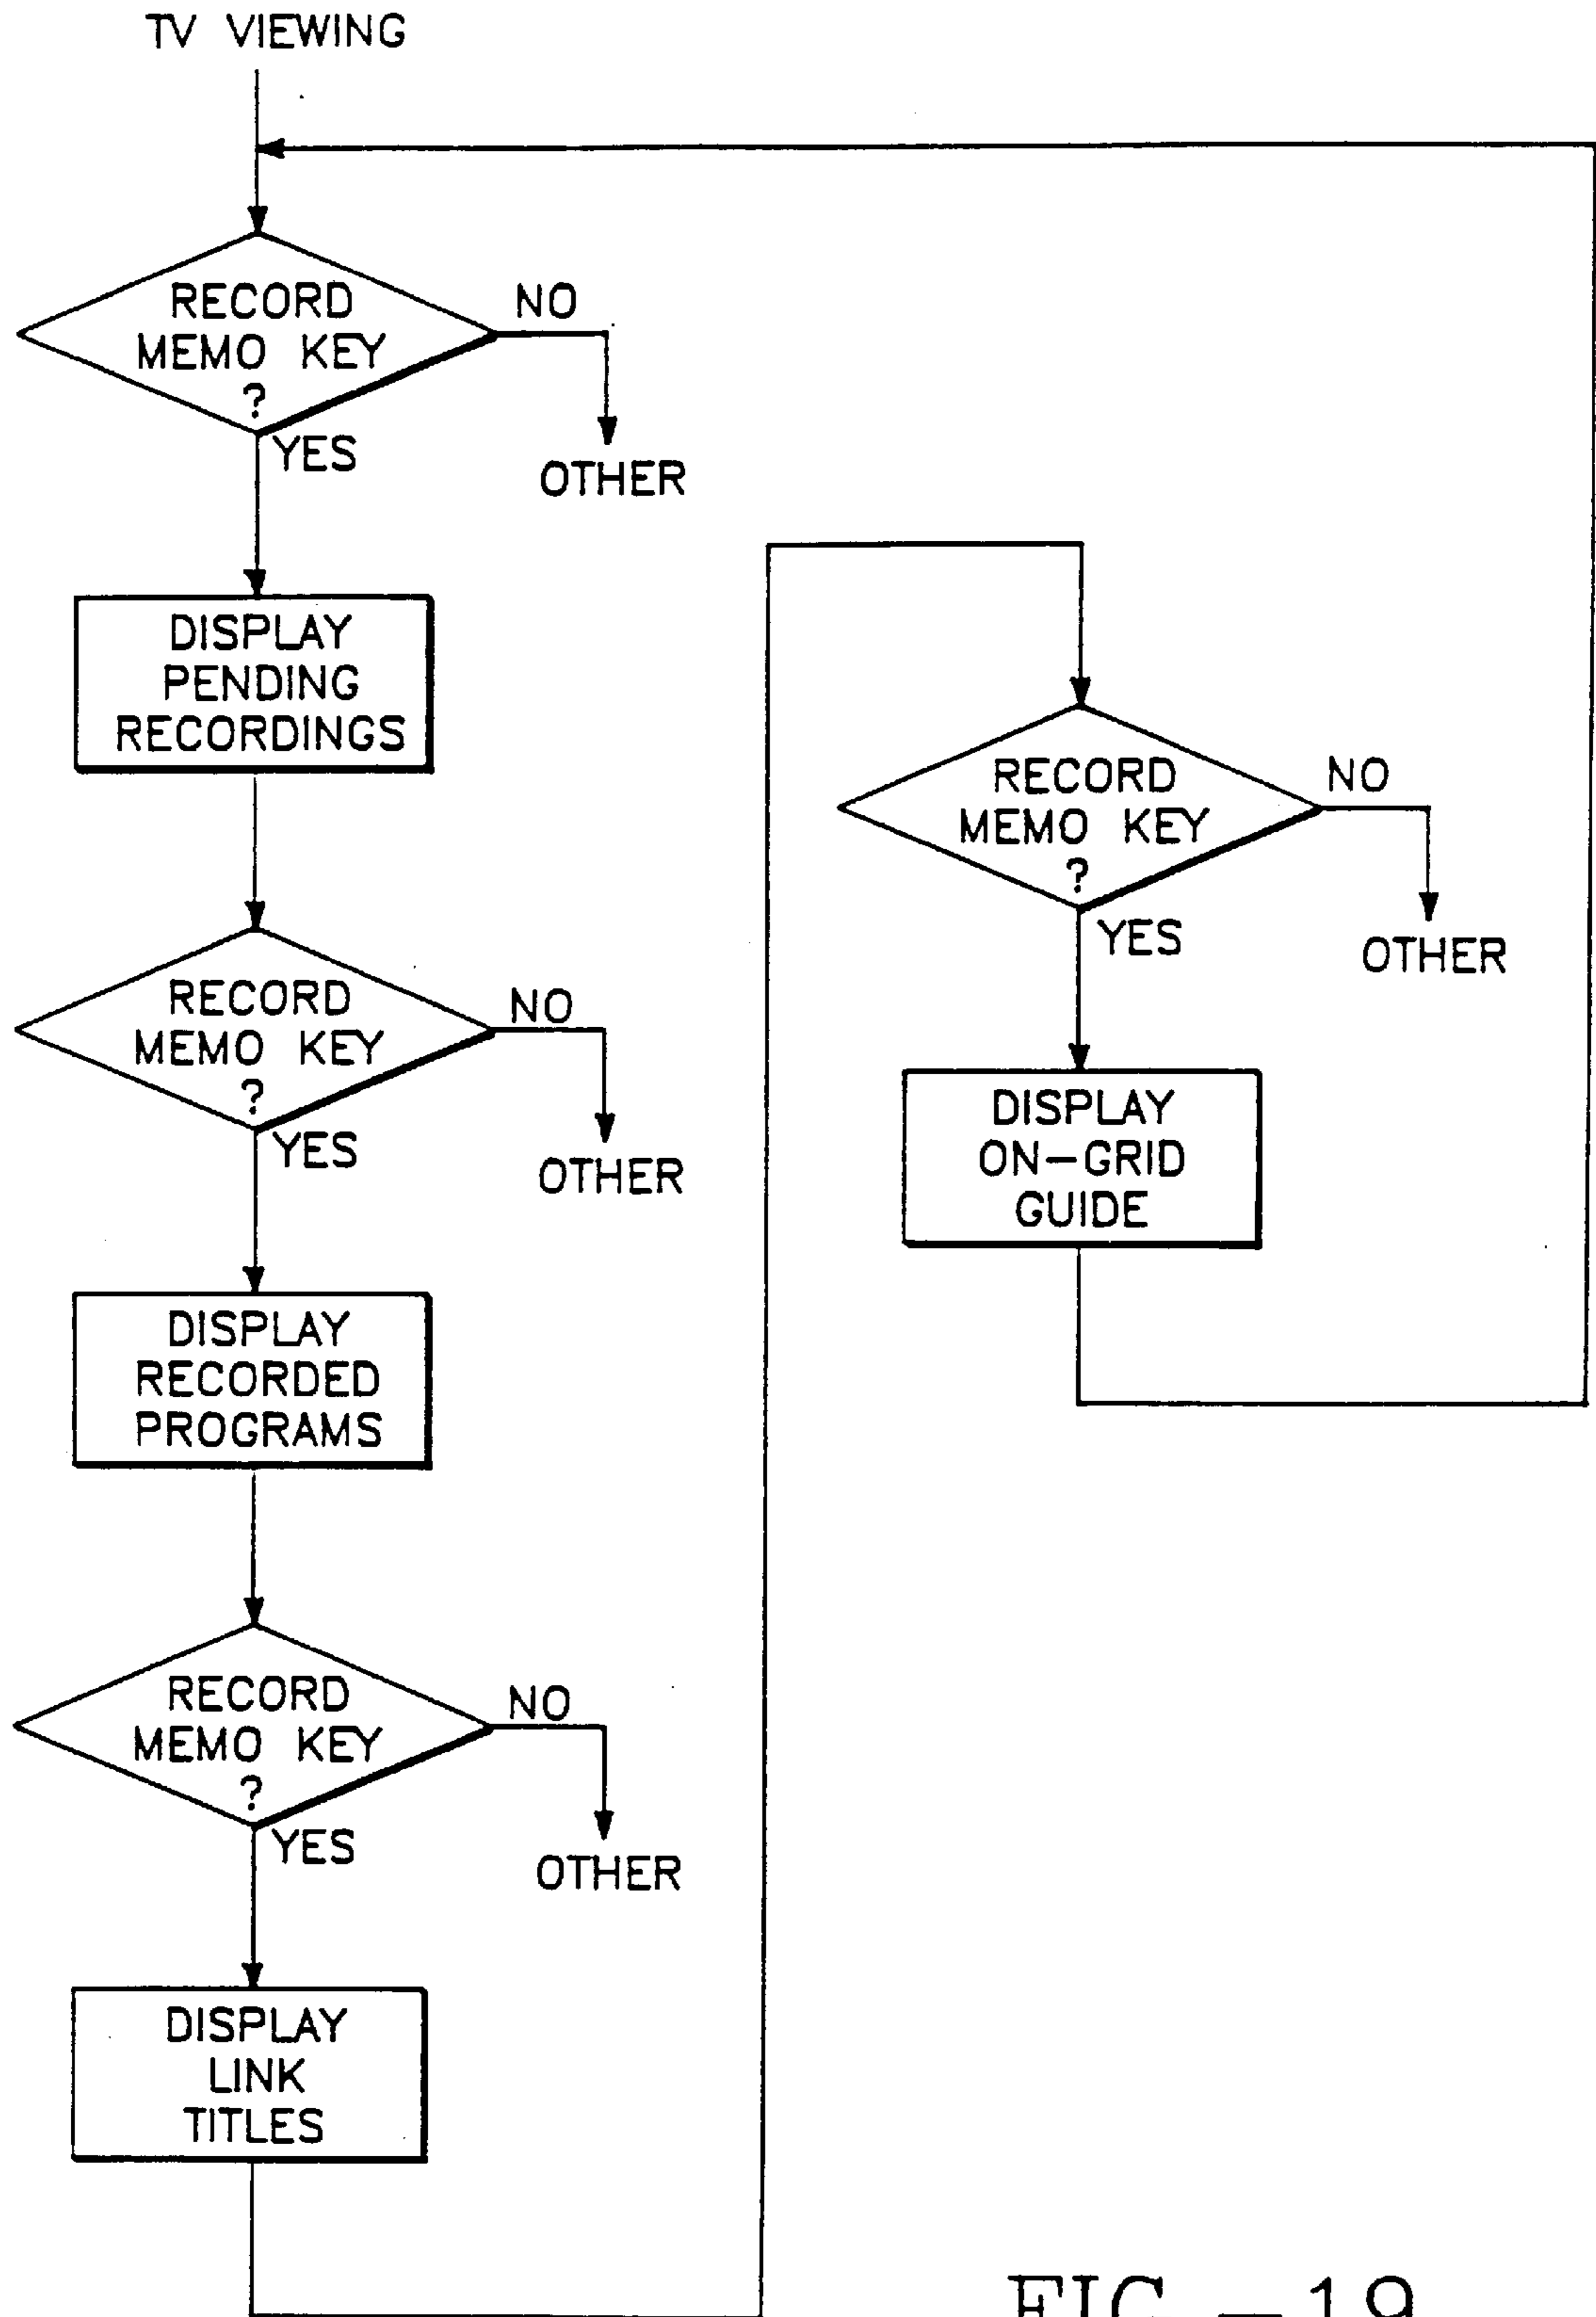 TV VIEWING
RECORD
MEMO KEY
?
NO
YES
OTHER
DISPLAY
PENDING
RECORDINGS
RECORD
MEMO KEY
?
NO
YES
OTHER
DISPLAY
RECORDED
PROGRAMS
RECORD
MEMO KEY
?
NO
YES
OTHER
DISPLAY
LINK
TITLES
RECORD
MEMO KEY
?
NO
YES
OTHER
DISPLAY
ON-GRID
GUIDE
FIG.-19